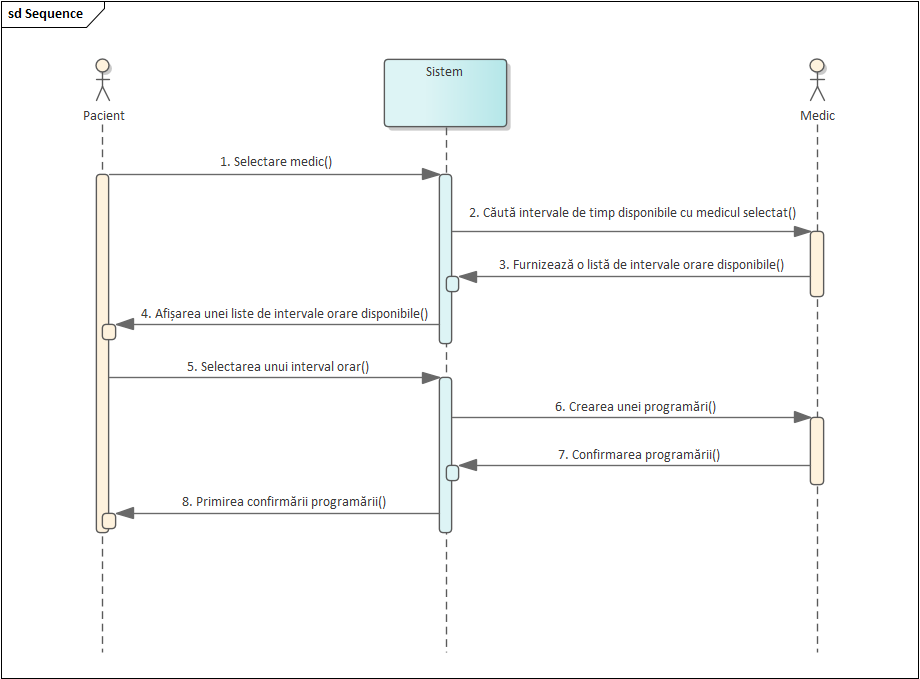 sd Sequence
Pacient
Sistem
Medic
1. Selectare medic()
2. Căută intervale de timp disponibile cu medicul selectat()
3. Furnizează o listă de intervale orare disponibile()
4. Afișarea unei liste de intervale orare disponibile()
5. Selectarea unui interval orar()
6. Crearea unei programări()
7. Confirmarea programării()
8. Primirea confirmării programării()